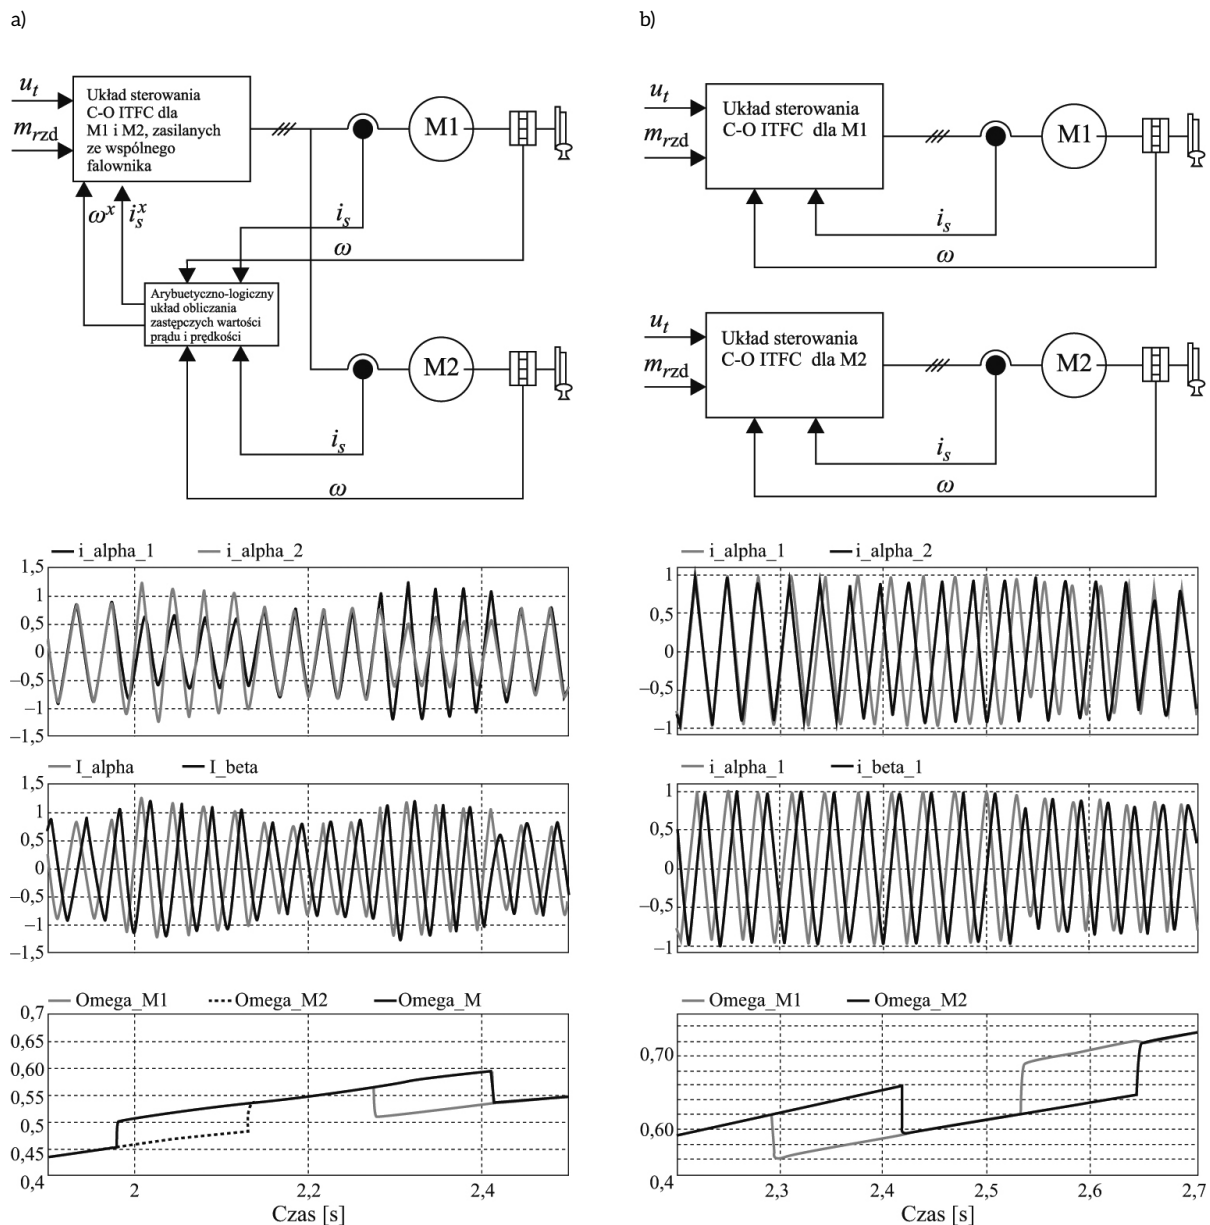 a)
u_t
m_rzd
Układ sterowania
C-O ITFC dla
M1 i M2, zasilanych
ze wspólnego
falownika
M1
ω^x
i_s^x
i_s
ω
Arybuetyczno-logiczny
układ obliczania
zastępczych wartości
prądu i prędkości
M2
i_s
ω
i_alpha_1 i_alpha_2
1,5
1
0,5
0
−0,5
−1
−1,5
I_alpha I_beta
1,5
1
0,5
0
−0,5
−1
−1,5
Omega_M1 Omega_M2 Omega_M
0,7
0,65
0,60
0,55
0,5
0,45
0,4
2 2,2 2,4
Czas [s]
b)
u_t
m_rzd
Układ sterowania
C-O ITFC dla M1
M1
i_s
ω
u_t
m_rzd
Układ sterowania
C-O ITFC dla M2
M2
i_s
ω
i_alpha_1 i_alpha_2
1
0,5
0
−0,5
−1
i_alpha_1 i_beta_1
1
0,5
0
−0,5
−1
Omega_M1 Omega_M2
0,70
0,60
0,4
2,3 2,4 2,5 2,6 2,7
Czas [s]